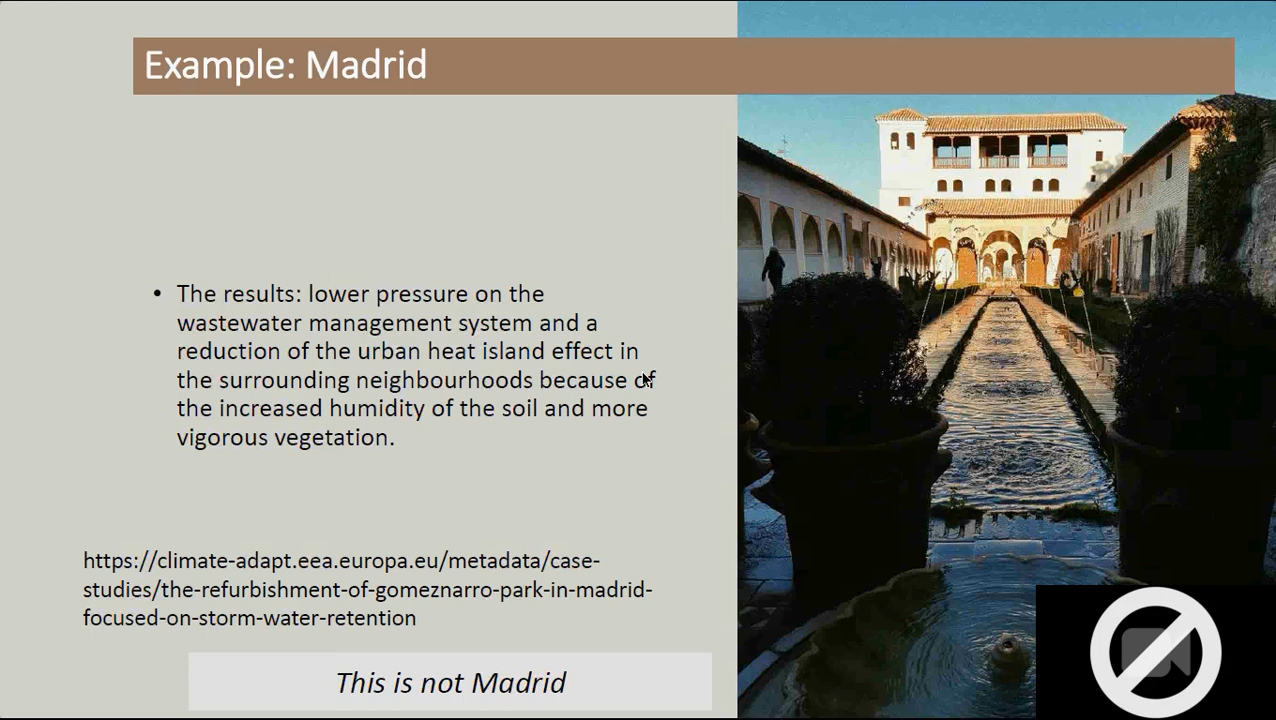 Example: Madrid
• The results: lower pressure on the
wastewater management system and a
reduction of the urban heat island effect in
the surrounding neighbourhoods because of
the increased humidity of the soil and more
vigorous vegetation.
https://climate-adapt.eea.europa.eu/metadata/case-
studies/the-refurbishment-of-gomeznarro-park-in-madrid-
focused-on-storm-water-retention
This is not Madrid